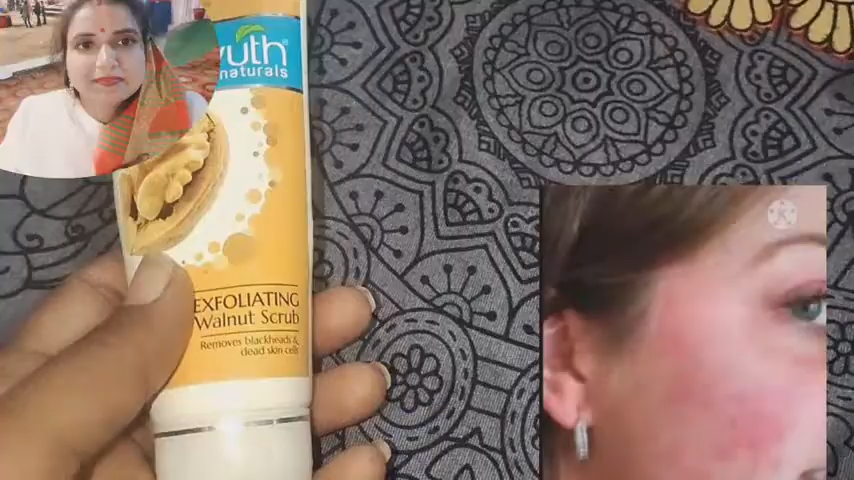 yuth®
naturals
EXFOLIATING
Walnut Scrub
Removes blackheads &
dead skin cells
K